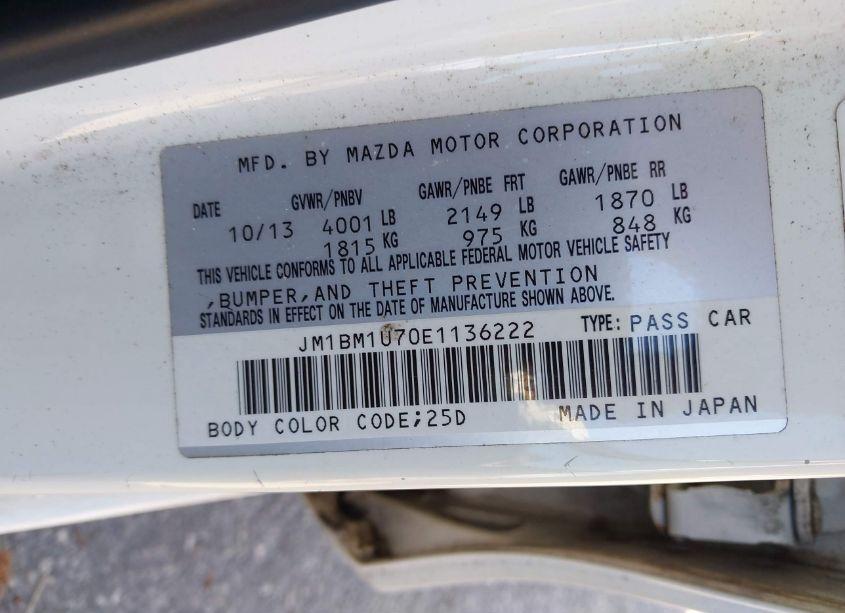 MFD. BY MAZDA MOTOR CORPORATION
DATE GVWR/PNBV GAWR/PNBE FRT GAWR/PNBE RR
10/13 4001 LB 2149 LB 1870 LB
1815 KG 975 KG 848 KG
THIS VEHICLE CONFORMS TO ALL APPLICABLE FEDERAL MOTOR VEHICLE SAFETY
,BUMPER,AND THEFT PREVENTION
STANDARDS IN EFFECT ON THE DATE OF MANUFACTURE SHOWN ABOVE.
JM1BM1U70E1136222 TYPE: PASS CAR
BODY COLOR CODE;25D MADE IN JAPAN